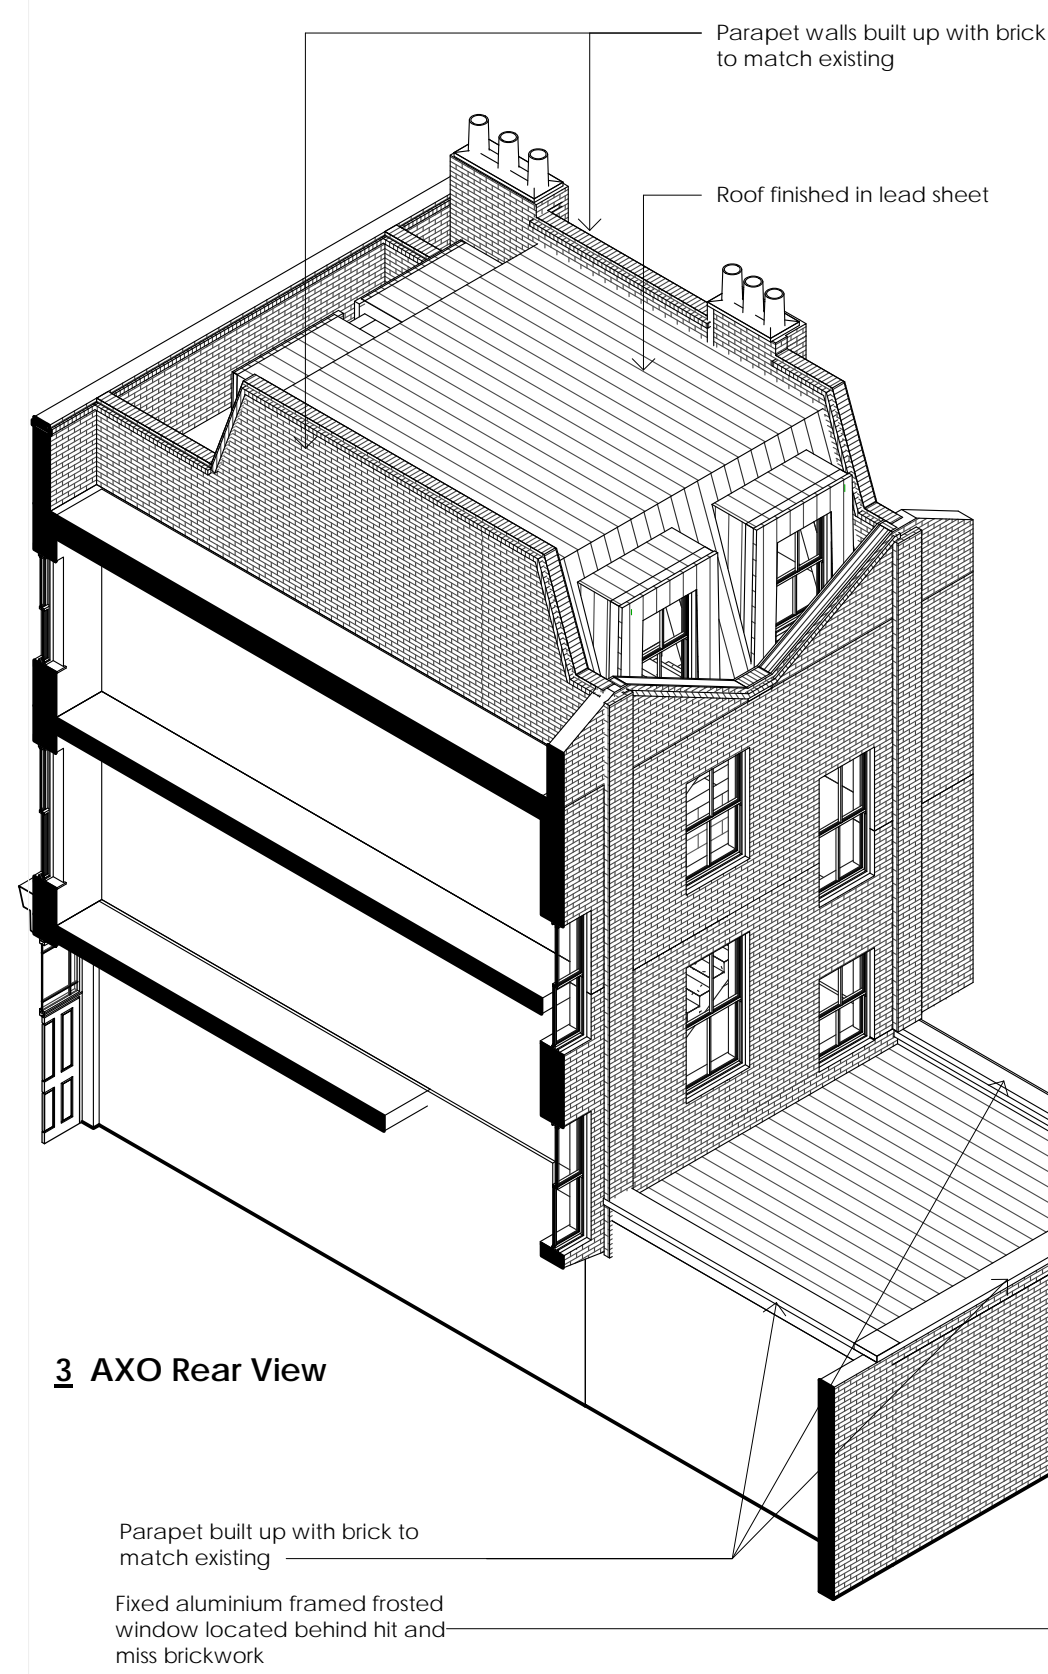 Parapet walls built up with brick
to match existing
Roof finished in lead sheet
3 AXO Rear View
Parapet built up with brick to
match existing
Fixed aluminium framed frosted
window located behind hit and
miss brickwork